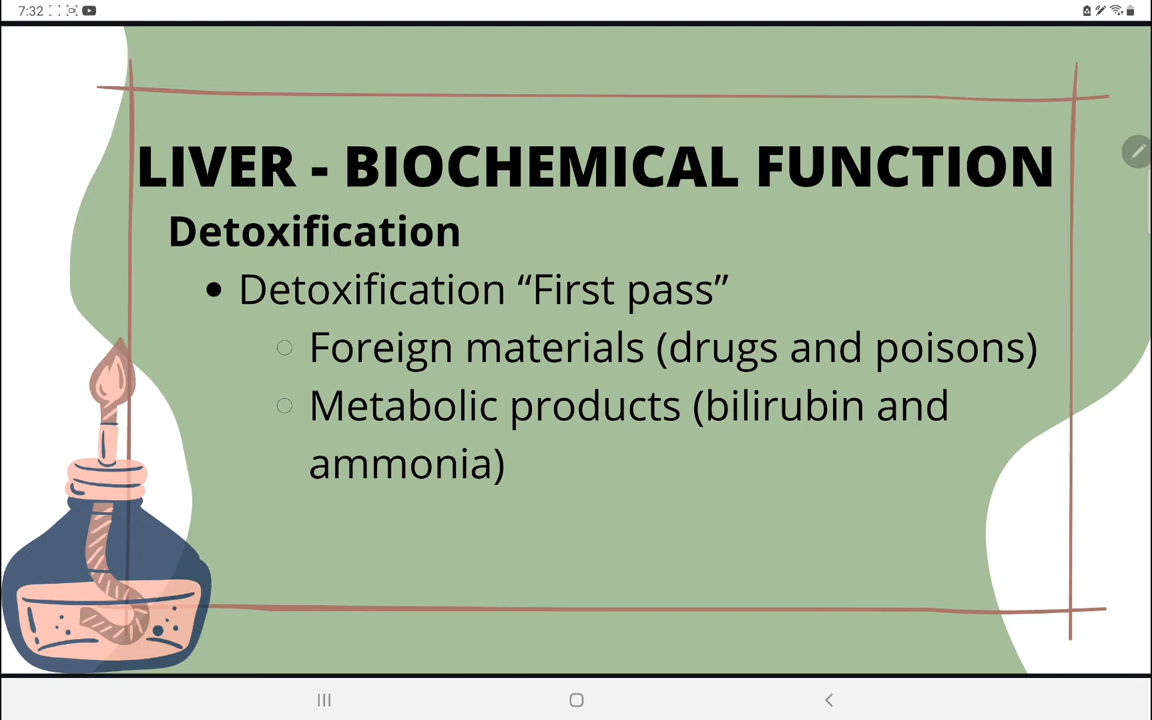 7:32
LIVER - BIOCHEMICAL FUNCTION
Detoxification
• Detoxification “First pass”
○ Foreign materials (drugs and poisons)
○ Metabolic products (bilirubin and
ammonia)